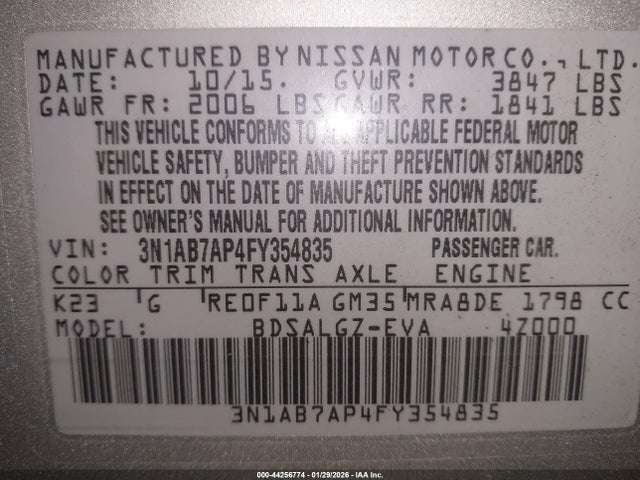 MANUFACTURED BY NISSAN MOTOR CO., LTD.
DATE: 10/15. GVWR: 3847 LBS
GAWR FR: 2006 LBS GAWR RR: 1841 LBS
THIS VEHICLE CONFORMS TO ALL APPLICABLE FEDERAL MOTOR
VEHICLE SAFETY, BUMPER AND THEFT PREVENTION STANDARDS
IN EFFECT ON THE DATE OF MANUFACTURE SHOWN ABOVE.
SEE OWNER'S MANUAL FOR ADDITIONAL INFORMATION.
VIN: 3N1AB7AP4FY354835 PASSENGER CAR.
COLOR TRIM TRANS AXLE ENGINE
K23 G RE0F11A GM35 MRA8DE 1798 CC
MODEL: BDSALGZ-EVA 4Z000
3N1AB7AP4FY354835
000-44256774 - 01/29/2026 - IAA Inc.